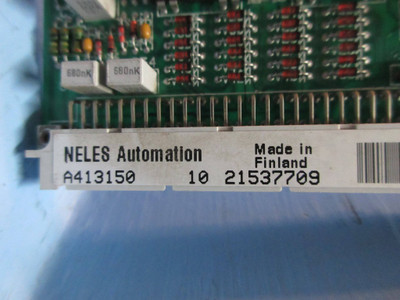 680nK
680nK
NELES Automation
Made in
Finland
A413150 10 21537709